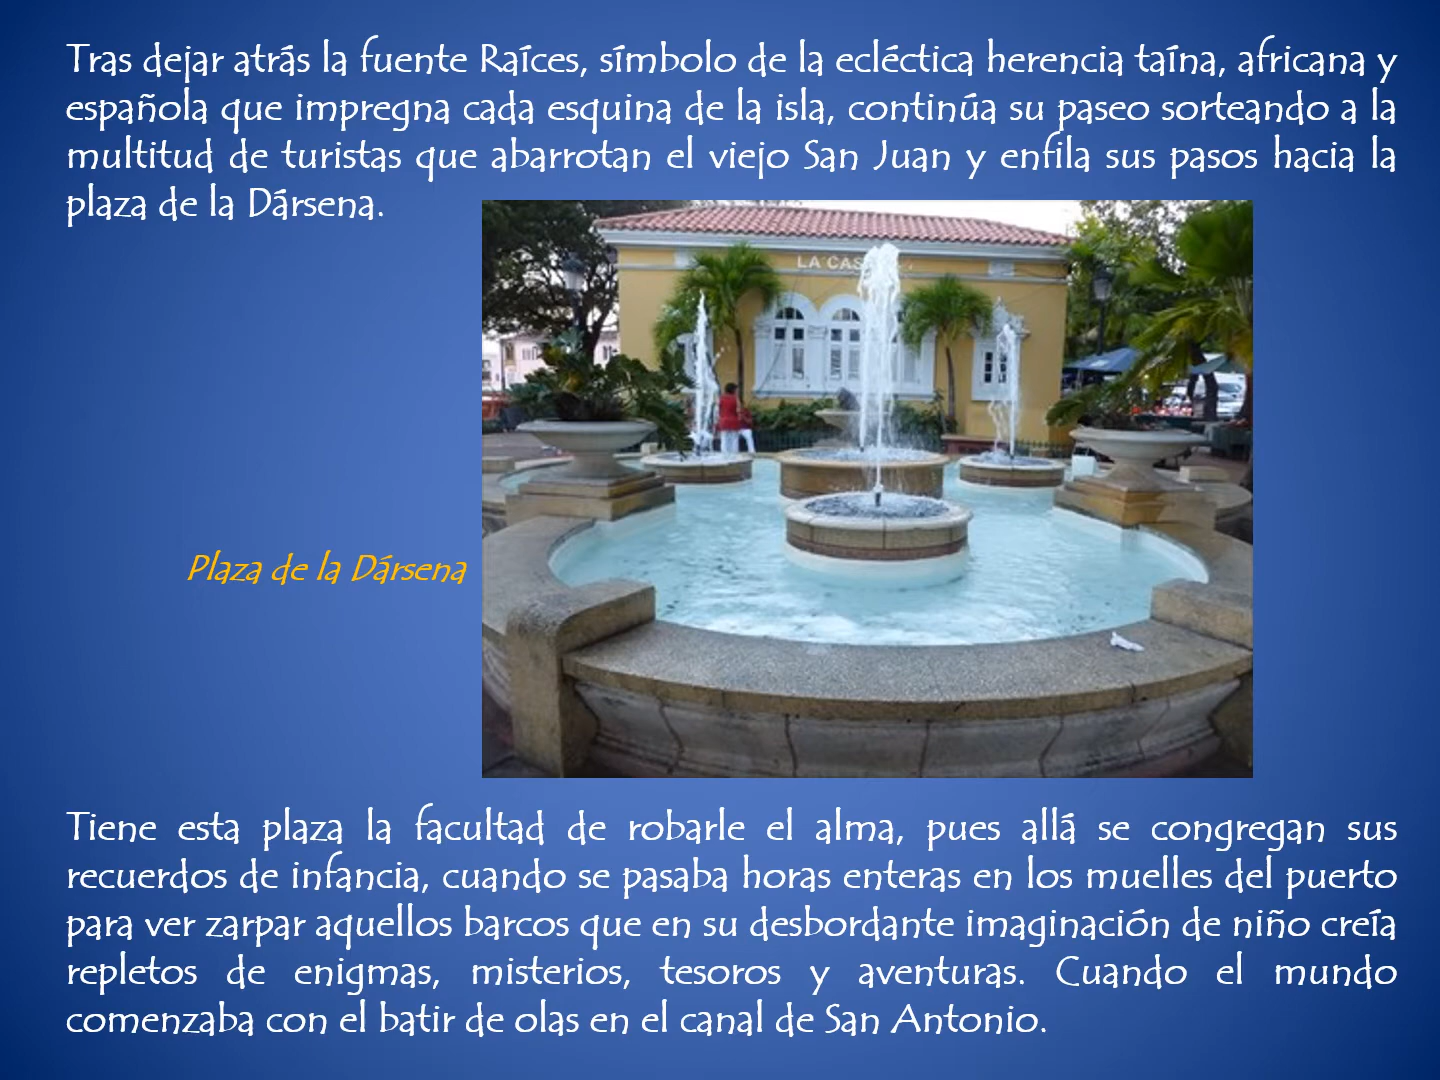 Tras dejar atrás la fuente Raíces, símbolo de la ecléctica herencia taína, africana y
española que impregna cada esquina de la isla, continúa su paseo sorteando a la
multitud de turistas que abarrotan el viejo San Juan y enfila sus pasos hacia la
plaza de la Dársena.
LA
Plaza de la Dársena
Tiene esta plaza la facultad de robarle el alma, pues allá se congregan sus
recuerdos de infancia, cuando se pasaba horas enteras en los muelles del puerto
para ver zarpar aquellos barcos que en su desbordante imaginación de niño creía
repletos de enigmas, misterios, tesoros y aventuras. Cuando el mundo
comenzaba con el batir de olas en el canal de San Antonio.